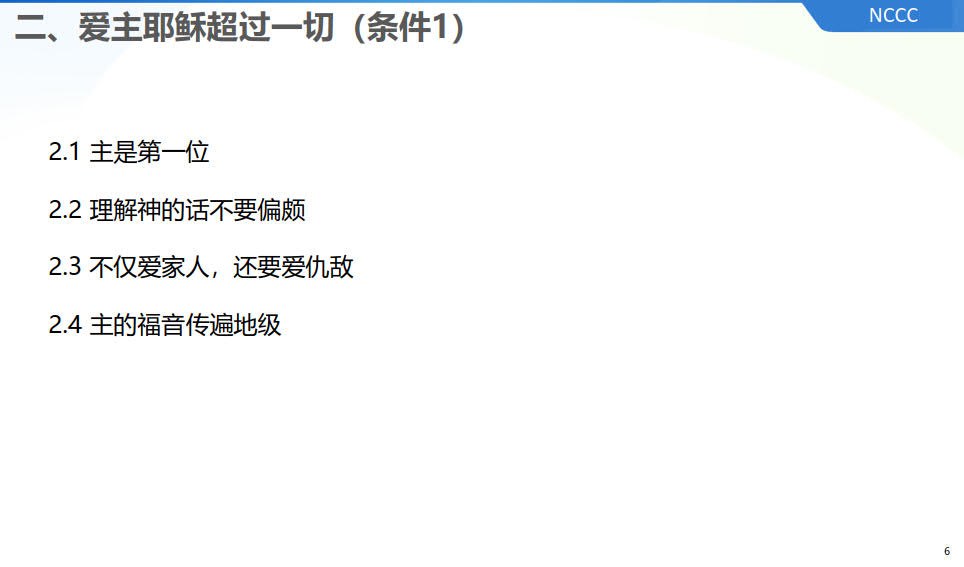 二、爱主耶稣超过一切（条件1）
NCCC
2.1 主是第一位
2.2 理解神的话不要偏颇
2.3 不仅爱家人，还要爱仇敌
2.4 主的福音传遍地级
6